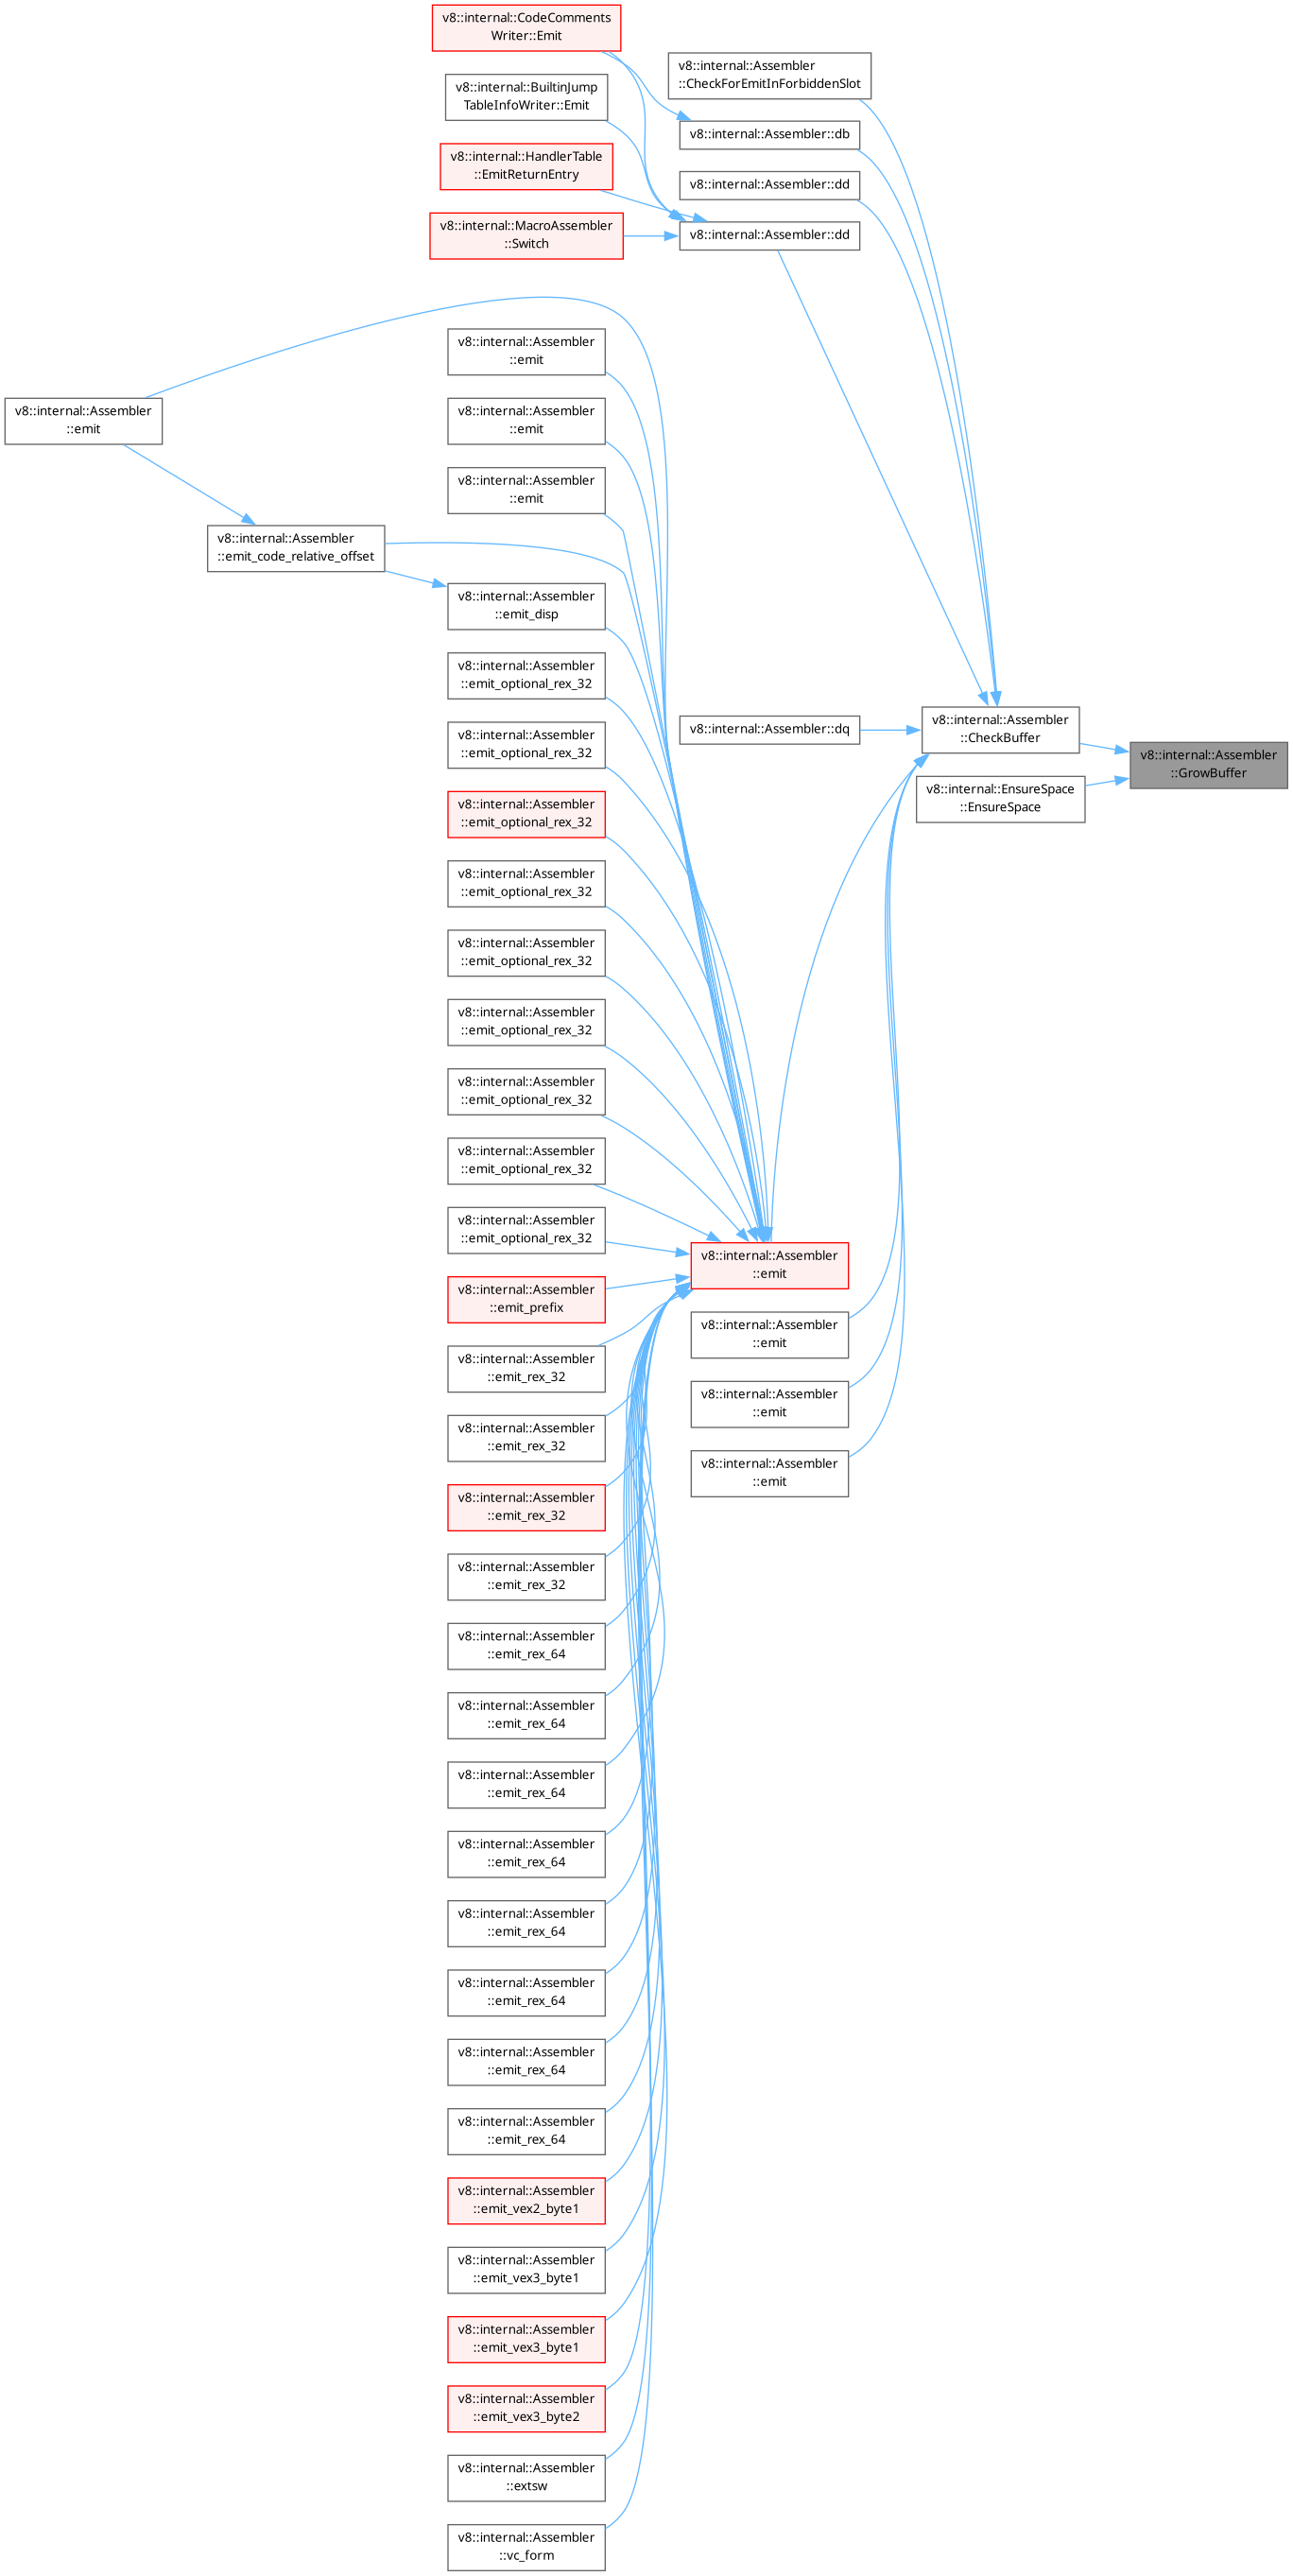 v8::internal::CodeComments
Writer::Emit
v8::internal::Assembler
::CheckForEmitInForbiddenSlot
v8::internal::BuiltinJump
TableInfoWriter::Emit
v8::internal::Assembler::db
v8::internal::HandlerTable
::EmitReturnEntry
v8::internal::Assembler::dd
v8::internal::MacroAssembler
::Switch
v8::internal::Assembler::dd
v8::internal::Assembler
::emit
v8::internal::Assembler
::emit
v8::internal::Assembler
::emit
v8::internal::Assembler
::emit
v8::internal::Assembler
::emit_code_relative_offset
v8::internal::Assembler
::emit_disp
v8::internal::Assembler
::emit_optional_rex_32
v8::internal::Assembler
::emit_optional_rex_32
v8::internal::Assembler::dq
v8::internal::Assembler
::CheckBuffer
v8::internal::Assembler
::GrowBuffer
v8::internal::EnsureSpace
::EnsureSpace
v8::internal::Assembler
::emit_optional_rex_32
v8::internal::Assembler
::emit_optional_rex_32
v8::internal::Assembler
::emit_optional_rex_32
v8::internal::Assembler
::emit_optional_rex_32
v8::internal::Assembler
::emit_optional_rex_32
v8::internal::Assembler
::emit_optional_rex_32
v8::internal::Assembler
::emit_optional_rex_32
v8::internal::Assembler
::emit
v8::internal::Assembler
::emit_prefix
v8::internal::Assembler
::emit
v8::internal::Assembler
::emit_rex_32
v8::internal::Assembler
::emit
v8::internal::Assembler
::emit_rex_32
v8::internal::Assembler
::emit
v8::internal::Assembler
::emit_rex_32
v8::internal::Assembler
::emit_rex_32
v8::internal::Assembler
::emit_rex_64
v8::internal::Assembler
::emit_rex_64
v8::internal::Assembler
::emit_rex_64
v8::internal::Assembler
::emit_rex_64
v8::internal::Assembler
::emit_rex_64
v8::internal::Assembler
::emit_rex_64
v8::internal::Assembler
::emit_rex_64
v8::internal::Assembler
::emit_rex_64
v8::internal::Assembler
::emit_vex2_byte1
v8::internal::Assembler
::emit_vex3_byte1
v8::internal::Assembler
::emit_vex3_byte1
v8::internal::Assembler
::emit_vex3_byte2
v8::internal::Assembler
::extsw
v8::internal::Assembler
::vc_form